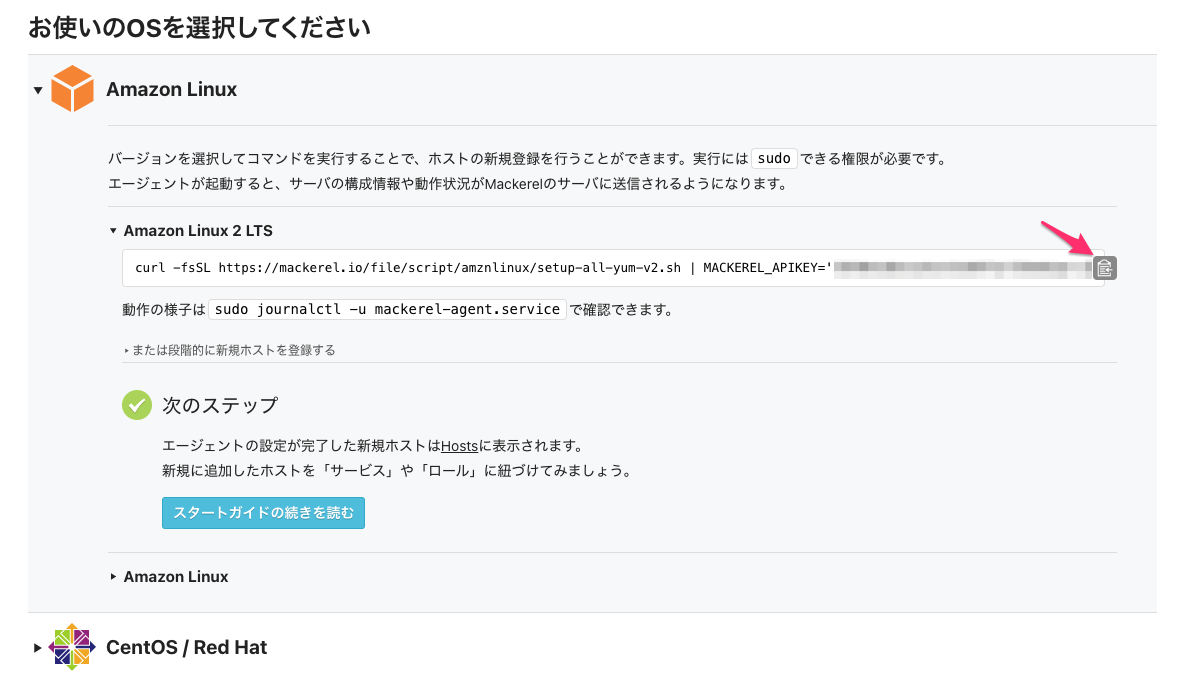 お使いのOSを選択してください
Amazon Linux
バージョンを選択してコマンドを実行することで、ホストの新規登録を行うことができます。実行には sudo できる権限が必要です。
エージェントが起動すると、サーバの構成情報や動作状況がMackerelのサーバに送信されるようになります。
Amazon Linux 2 LTS
curl -fsSL https://mackerel.io/file/script/amznlinux/setup-all-yum-v2.sh | MACKEREL_APIKEY='
動作の様子は sudo journalctl -u mackerel-agent.service で確認できます。
または段階的に新規ホストを登録する
次のステップ
エージェントの設定が完了した新規ホストはHostsに表示されます。
新規に追加したホストを「サービス」や「ロール」に紐づけてみましょう。
スタートガイドの続きを読む
Amazon Linux
CentOS / Red Hat